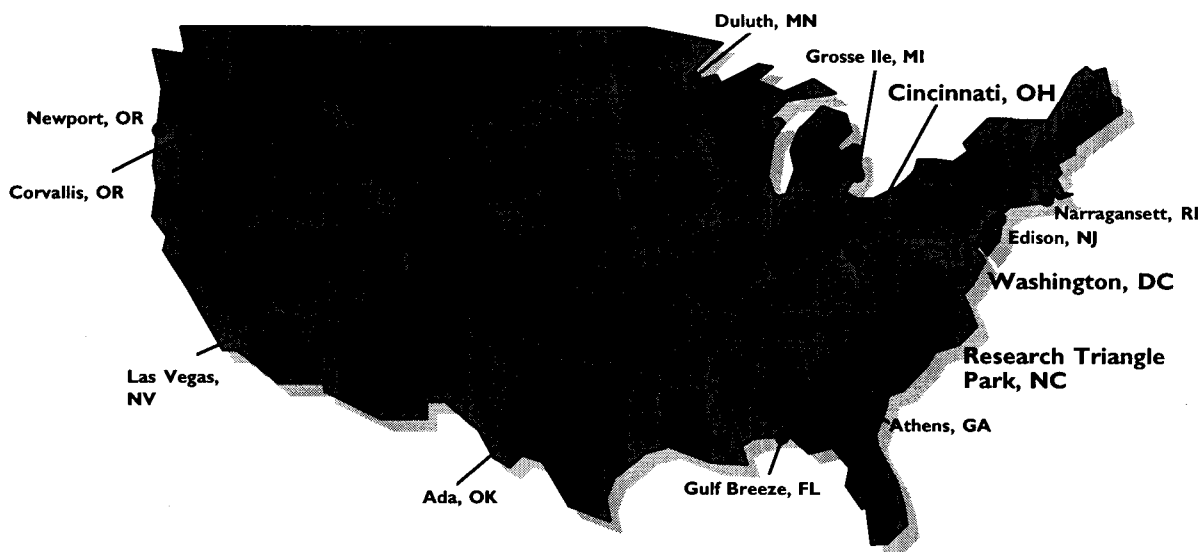 Duluth, MN
Grosse Ile, MI
Cincinnati, OH
Newport, OR
Corvallis, OR
Narragansett, RI
Edison, NJ
Washington, DC
Research Triangle
Park, NC
Las Vegas,
NV
Athens, GA
Ada, OK
Gulf Breeze, FL